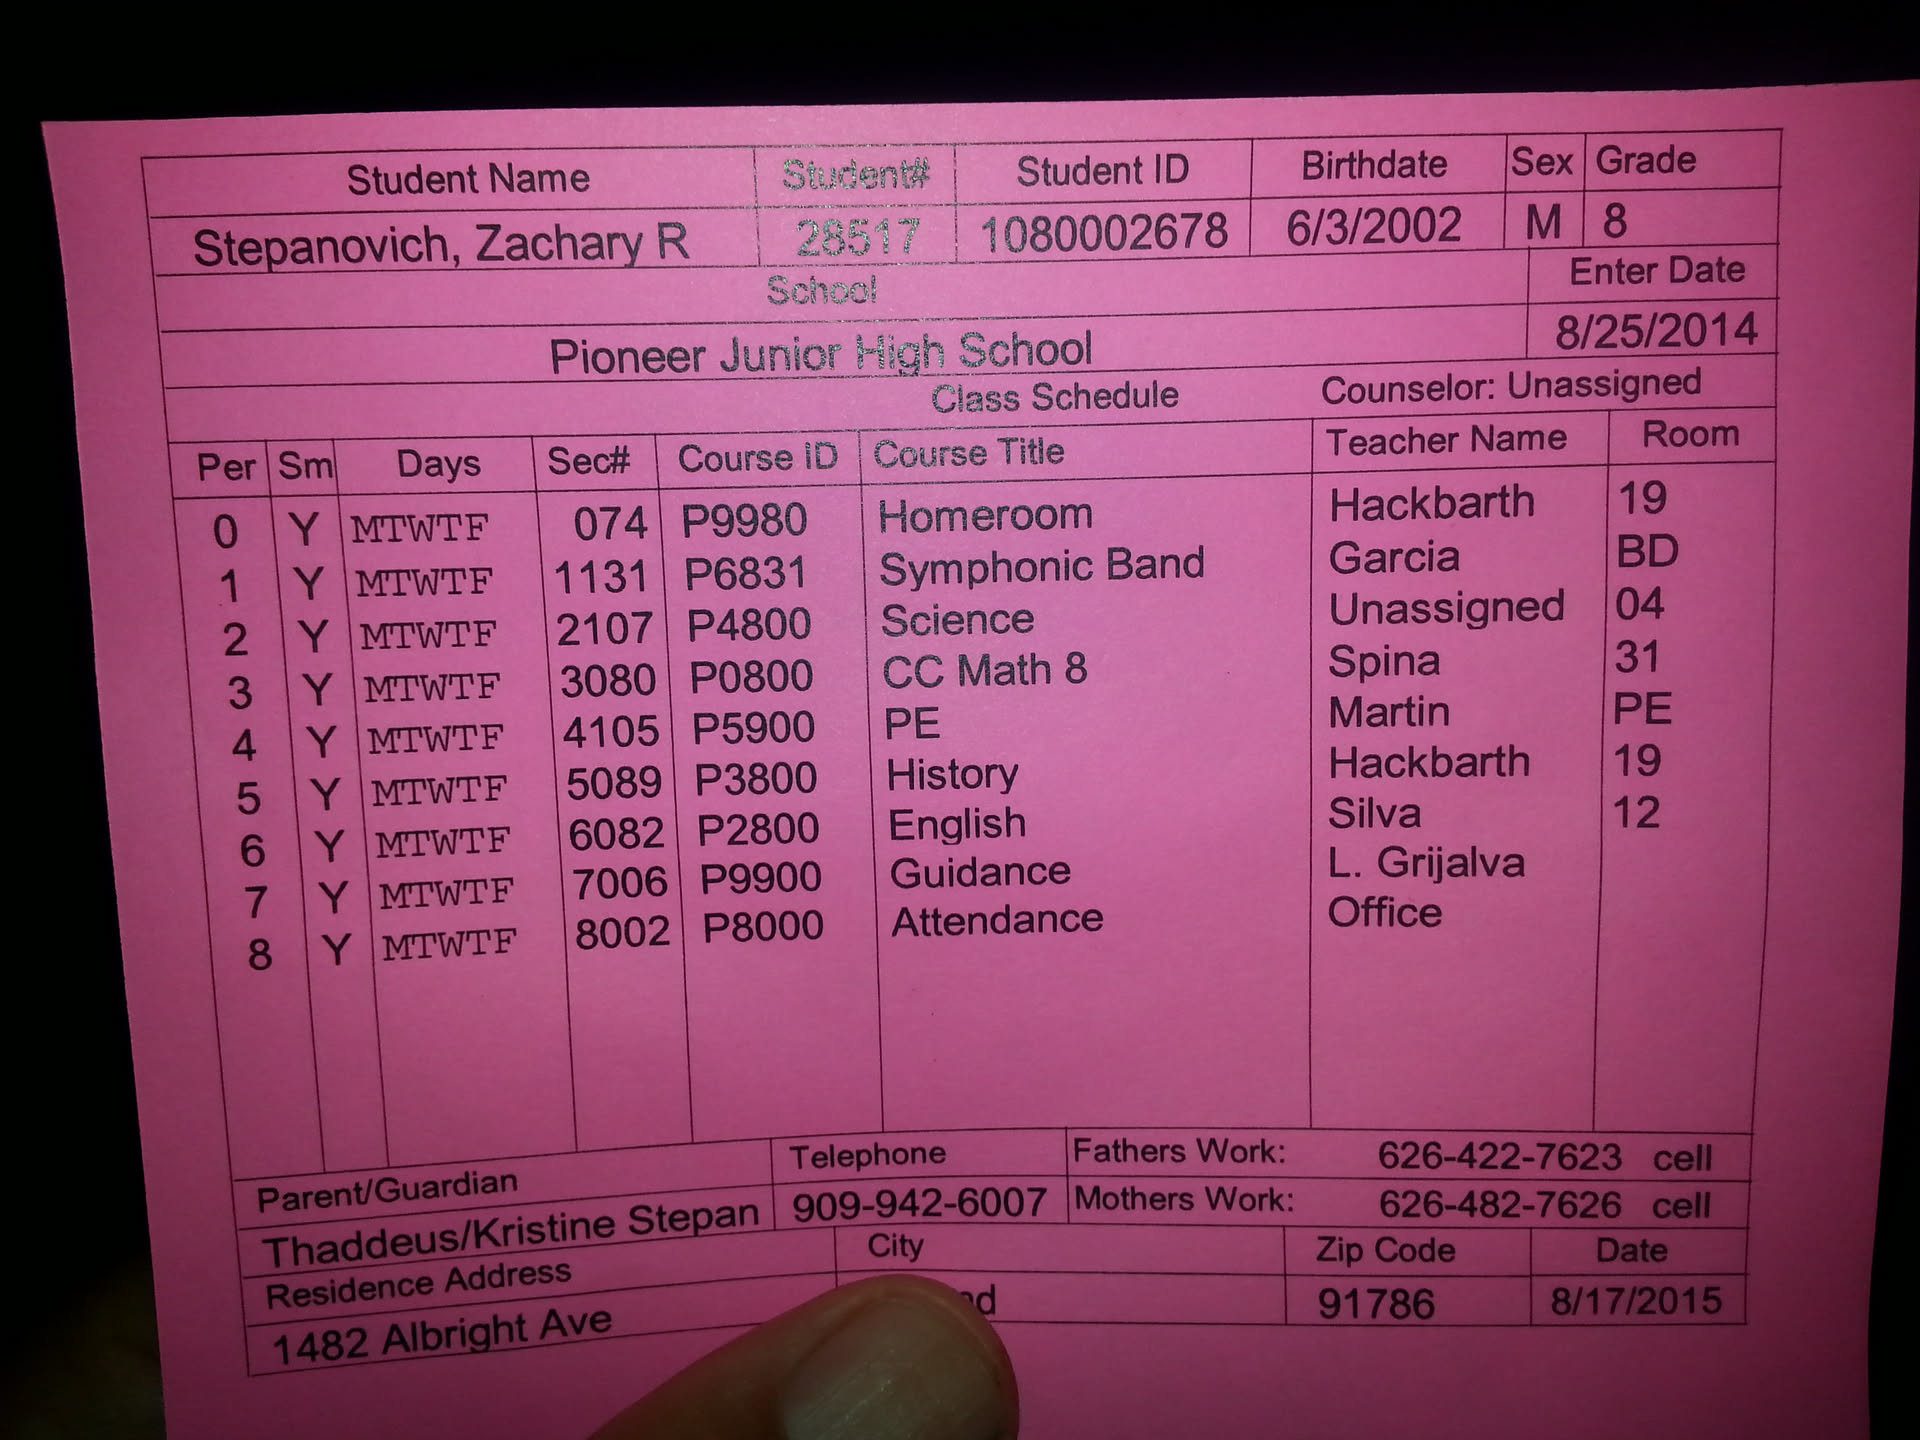 Student Name Student# Student ID Birthdate Sex Grade
Stepanovich, Zachary R 28517 1080002678 6/3/2002 M 8
School Enter Date
Pioneer Junior High School 8/25/2014
Class Schedule Counselor: Unassigned
Per Sm Days Sec# Course ID Course Title Teacher Name Room
0 Y MTWTF 074 P9980 Homeroom Hackbarth 19
1 Y MTWTF 1131 P6831 Symphonic Band Garcia BD
2 Y MTWTF 2107 P4800 Science Unassigned 04
3 Y MTWTF 3080 P0800 CC Math 8 Spina 31
4 Y MTWTF 4105 P5900 PE Martin PE
5 Y MTWTF 5089 P3800 History Hackbarth 19
6 Y MTWTF 6082 P2800 English Silva 12
7 Y MTWTF 7006 P9900 Guidance L. Grijalva
8 Y MTWTF 8002 P8000 Attendance Office
Parent/Guardian Telephone Fathers Work: 626-422-7623 cell
Thaddeus/Kristine Stepan 909-942-6007 Mothers Work: 626-482-7626 cell
Residence Address City Zip Code Date
1482 Albright Ave 91786 8/17/2015